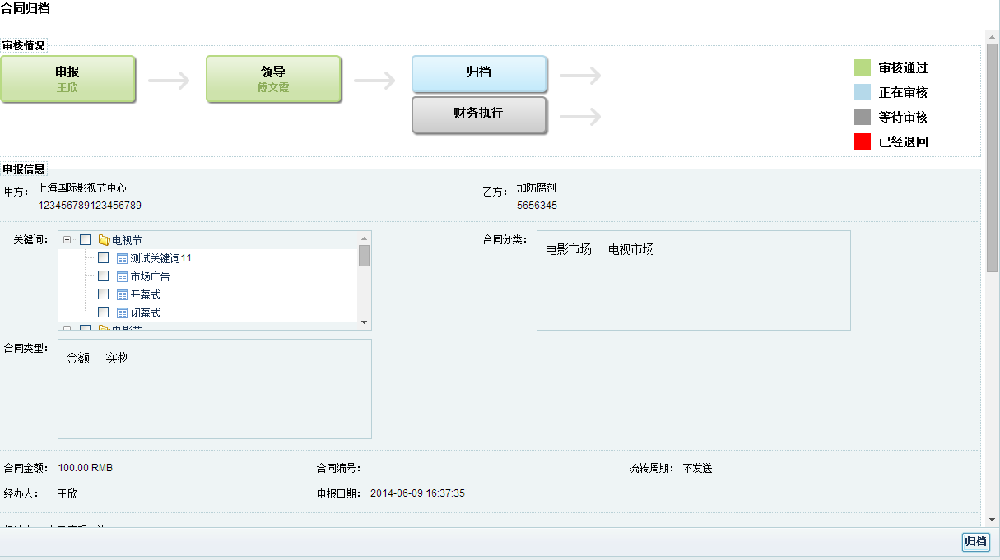 合同归档
审核情况
申报
王欣
领导
傅文霞
归档
财务执行
审核通过
正在审核
等待审核
已经退回
申报信息
甲方： 上海国际影视节中心
123456789123456789
乙方： 加防腐剂
5656345
关键词：
电视节
测试关键词11
市场广告
开幕式
闭幕式
电影节
合同分类：
电影市场 电视市场
合同类型：
金额 实物
合同金额： 100.00 RMB 合同编号： 流转周期： 不发送
经办人： 王欣 申报日期： 2014-06-09 16:37:35
归档